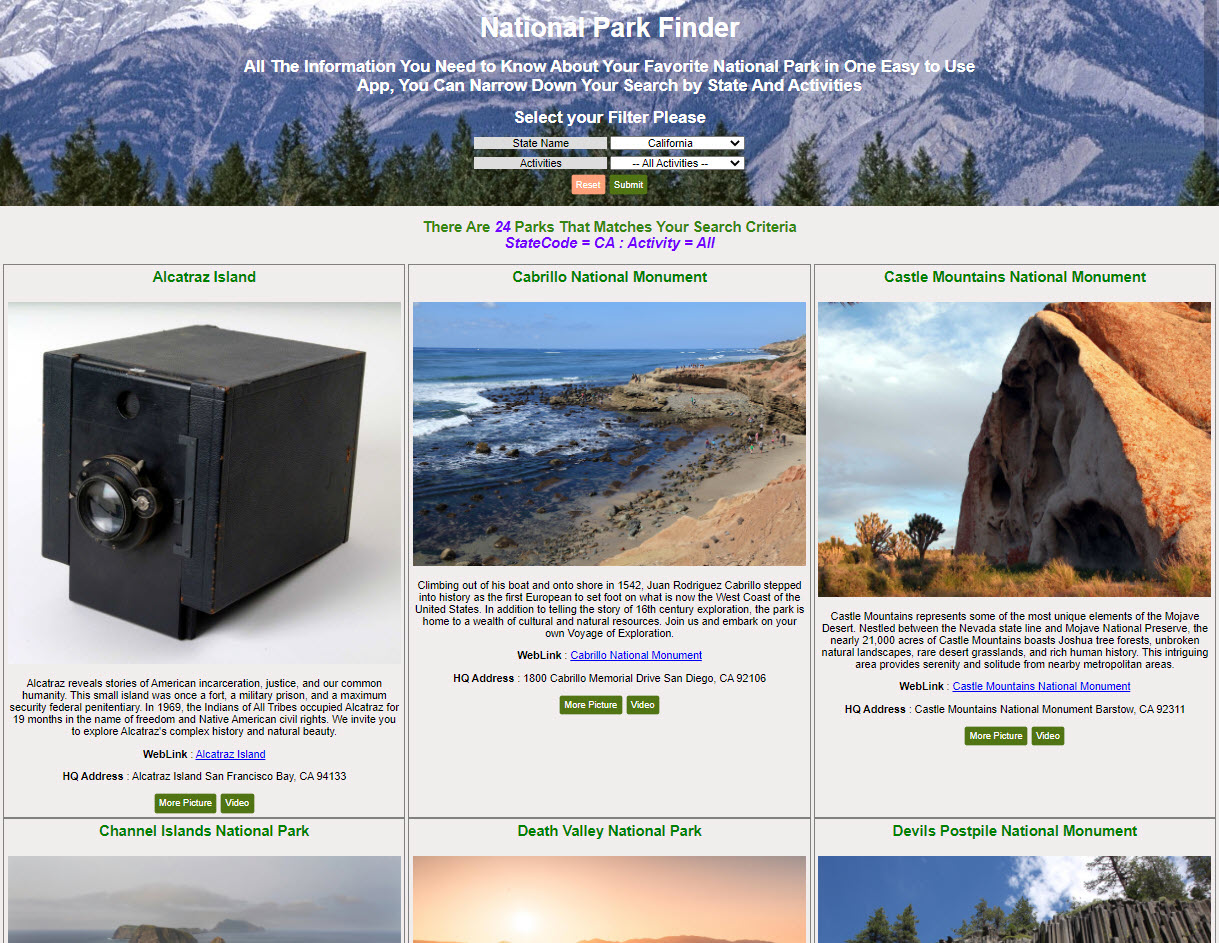 National Park Finder
All The Information You Need to Know About Your Favorite National Park in One Easy to Use
App, You Can Narrow Down Your Search by State And Activities
Select your Filter Please
State Name California
Activities -- All Activities --
Reset Submit
There Are 24 Parks That Matches Your Search Criteria
StateCode = CA : Activity = All
Alcatraz Island
Alcatraz reveals stories of American incarceration, justice, and our common
humanity. This small island was once a fort, a military prison, and a maximum
security federal penitentiary. In 1969, the Indians of All Tribes occupied Alcatraz for
19 months in the name of freedom and Native American civil rights. We invite you
to explore Alcatraz's complex history and natural beauty.
WebLink : Alcatraz Island
HQ Address : Alcatraz Island San Francisco Bay, CA 94133
More Picture Video
Cabrillo National Monument
Climbing out of his boat and onto shore in 1542, Juan Rodriguez Cabrillo stepped
into history as the first European to set foot on what is now the West Coast of the
United States. In addition to telling the story of 16th century exploration, the park is
home to a wealth of cultural and natural resources. Join us and embark on your
own Voyage of Exploration.
WebLink : Cabrillo National Monument
HQ Address : 1800 Cabrillo Memorial Drive San Diego, CA 92106
More Picture Video
Castle Mountains National Monument
Castle Mountains represents some of the most unique elements of the Mojave
Desert. Nestled between the Nevada state line and Mojave National Preserve, the
nearly 21,000 acres of Castle Mountains boasts Joshua tree forests, unbroken
natural landscapes, rare desert grasslands, and rich human history. This intriguing
area provides serenity and solitude from nearby metropolitan areas.
WebLink : Castle Mountains National Monument
HQ Address : Castle Mountains National Monument Barstow, CA 92311
More Picture Video
Channel Islands National Park
Death Valley National Park
Devils Postpile National Monument